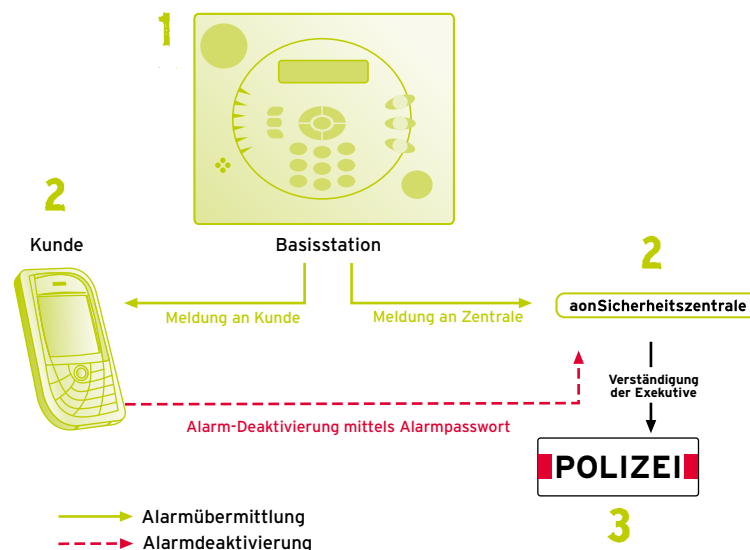 1
2
Kunde
Basisstation
2
Meldung an Kunde
Meldung an Zentrale
aonSicherheitszentrale
Verständigung
der Exekutive
Alarm-Deaktivierung mittels Alarmpasswort
POLIZEI
3
Alarmübermittlung
Alarmdeaktivierung